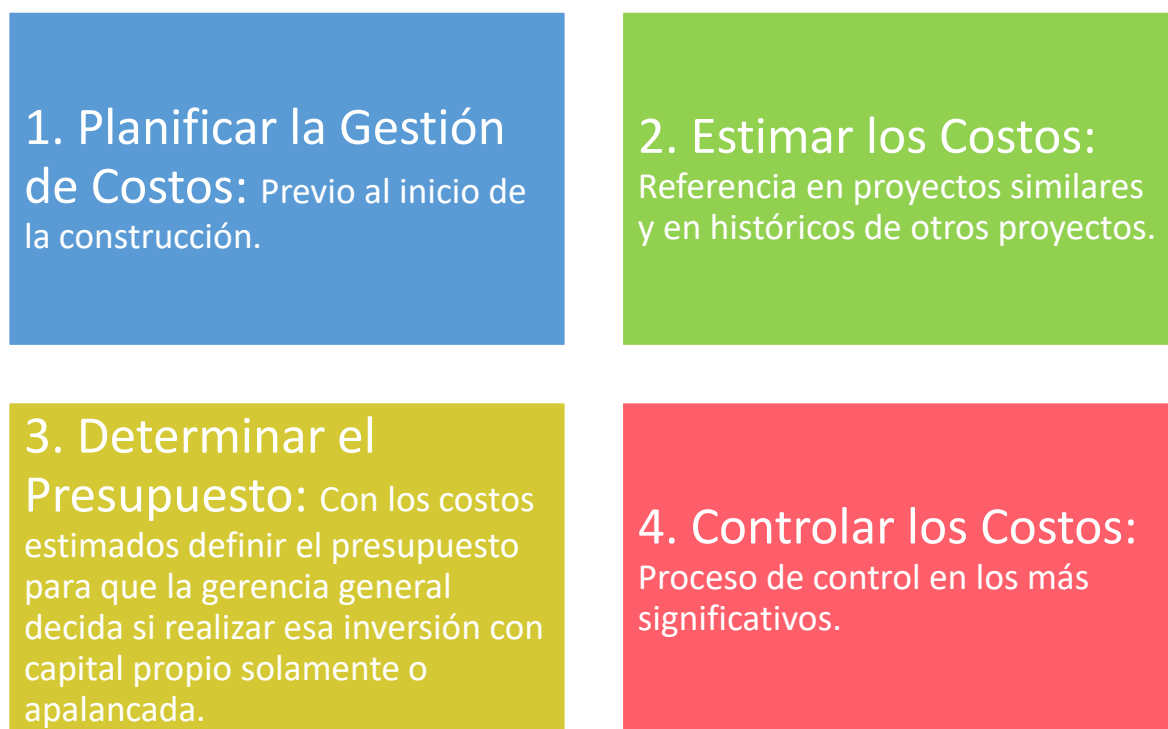 1. Planificar la Gestión
de Costos: Previo al inicio de
la construcción.
2. Estimar los Costos:
Referencia en proyectos similares
y en históricos de otros proyectos.
3. Determinar el
Presupuesto: Con los costos
estimados definir el presupuesto
para que la gerencia general
decida si realizar esa inversión con
capital propio solamente o
apalancada.
4. Controlar los Costos:
Proceso de control en los más
significativos.